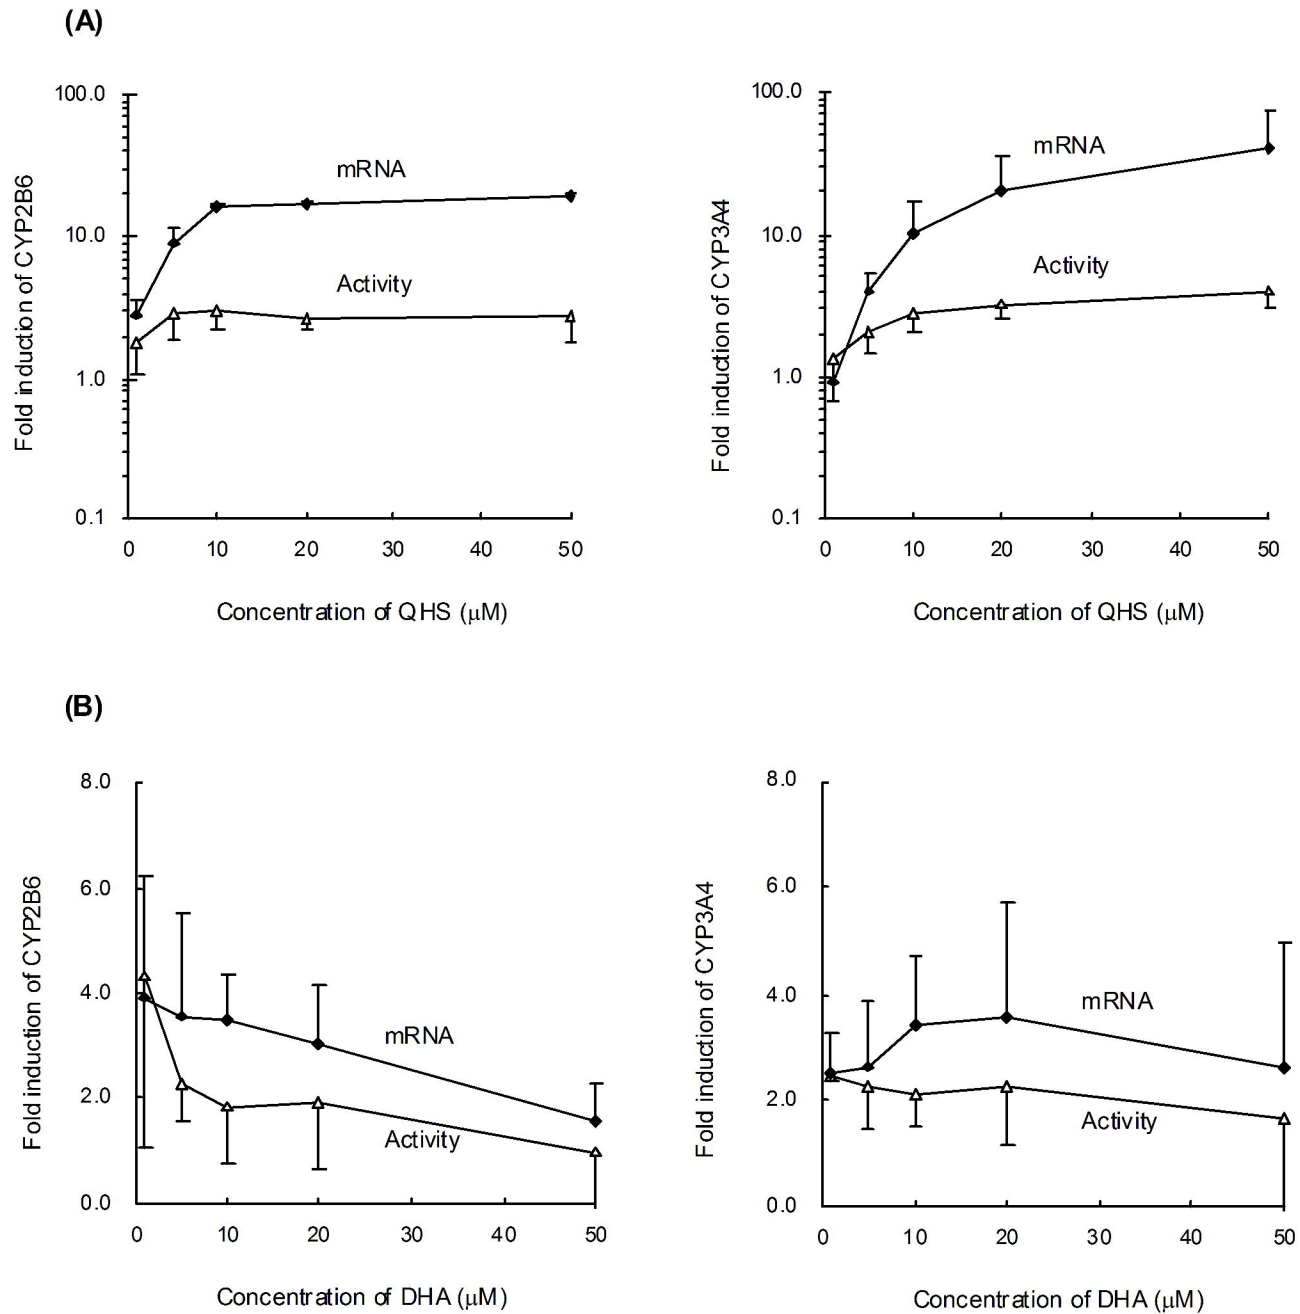 (A)
100.0
10.0
1.0
0.1
Fold induction of CYP2B6
mRNA
Activity
0 10 20 30 40 50
Concentration of QHS (μM)
100.0
10.0
1.0
0.1
Fold induction of CYP3A4
mRNA
Activity
0 10 20 30 40 50
Concentration of QHS (μM)
(B)
8.0
6.0
4.0
2.0
0.0
Fold induction of CYP2B6
mRNA
Activity
0 10 20 30 40 50
Concentration of DHA (μM)
8.0
6.0
4.0
2.0
0.0
Fold induction of CYP3A4
mRNA
Activity
0 10 20 30 40 50
Concentration of DHA (μM)